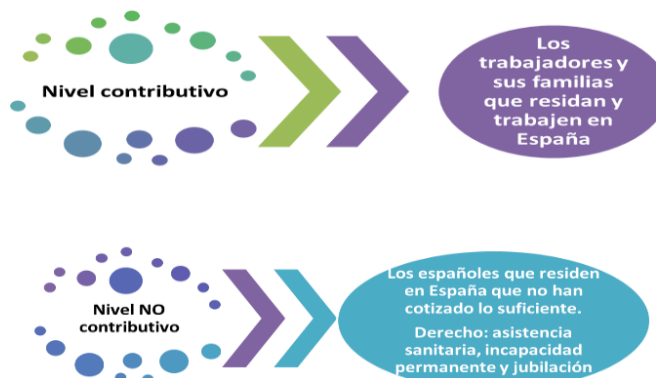 Nivel contributivo
Los
trabajadores y
sus familias
que residan y
trabajen en
España
Nivel NO
contributivo
Los españoles que residen
en España que no han
cotizado lo suficiente.
Derecho: asistencia
sanitaria, incapacidad
permanente y jubilación